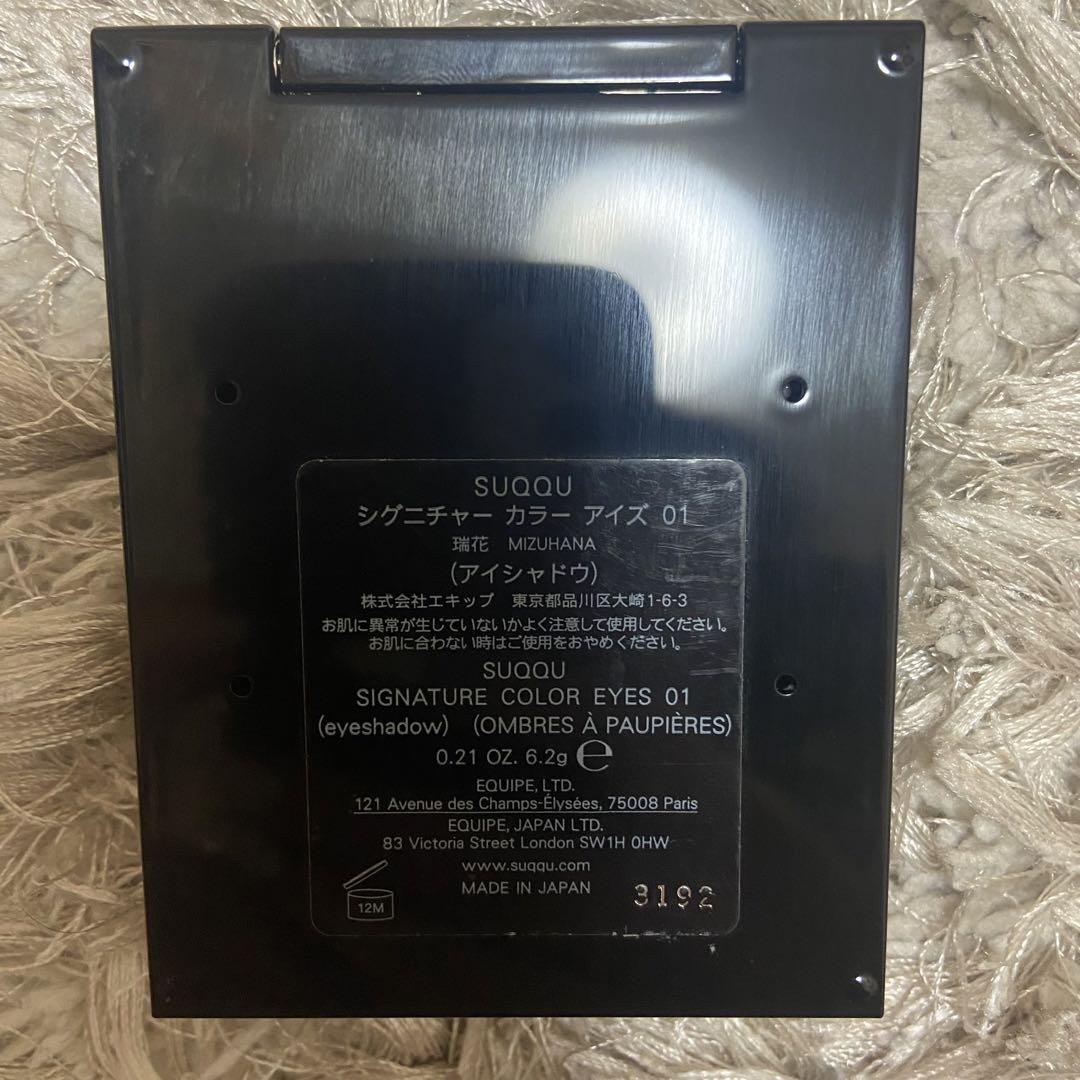 SUQQU
シグニチャー カラー アイズ 01
瑞花 MIZUHANA
(アイシャドウ)
株式会社エキップ 東京都品川区大崎1-6-3
お肌に異常が生じていないかよく注意して使用してください。
お肌に合わない時はご使用をおやめください。
SUQQU
SIGNATURE COLOR EYES 01
(eyeshadow) (OMBRES À PAUPIÈRES)
0.21 OZ. 6.2g ℮
EQUIPE, LTD.
121 Avenue des Champs-Élysées, 75008 Paris
EQUIPE, JAPAN LTD.
83 Victoria Street London SW1H 0HW
www.suqqu.com
MADE IN JAPAN
12M
3192